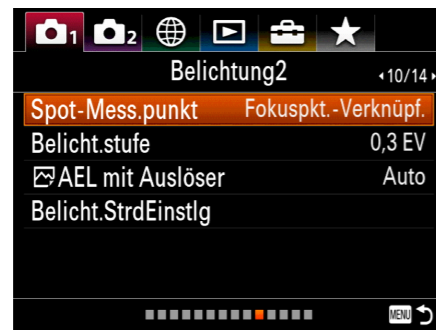 1 2
Belichtung2 10/14
Spot-Mess.punkt Fokuspkt.-Verknüpf.
Belicht.stufe 0,3 EV
AEL mit Auslöser Auto
Belicht.StrdEinstlg
MENU